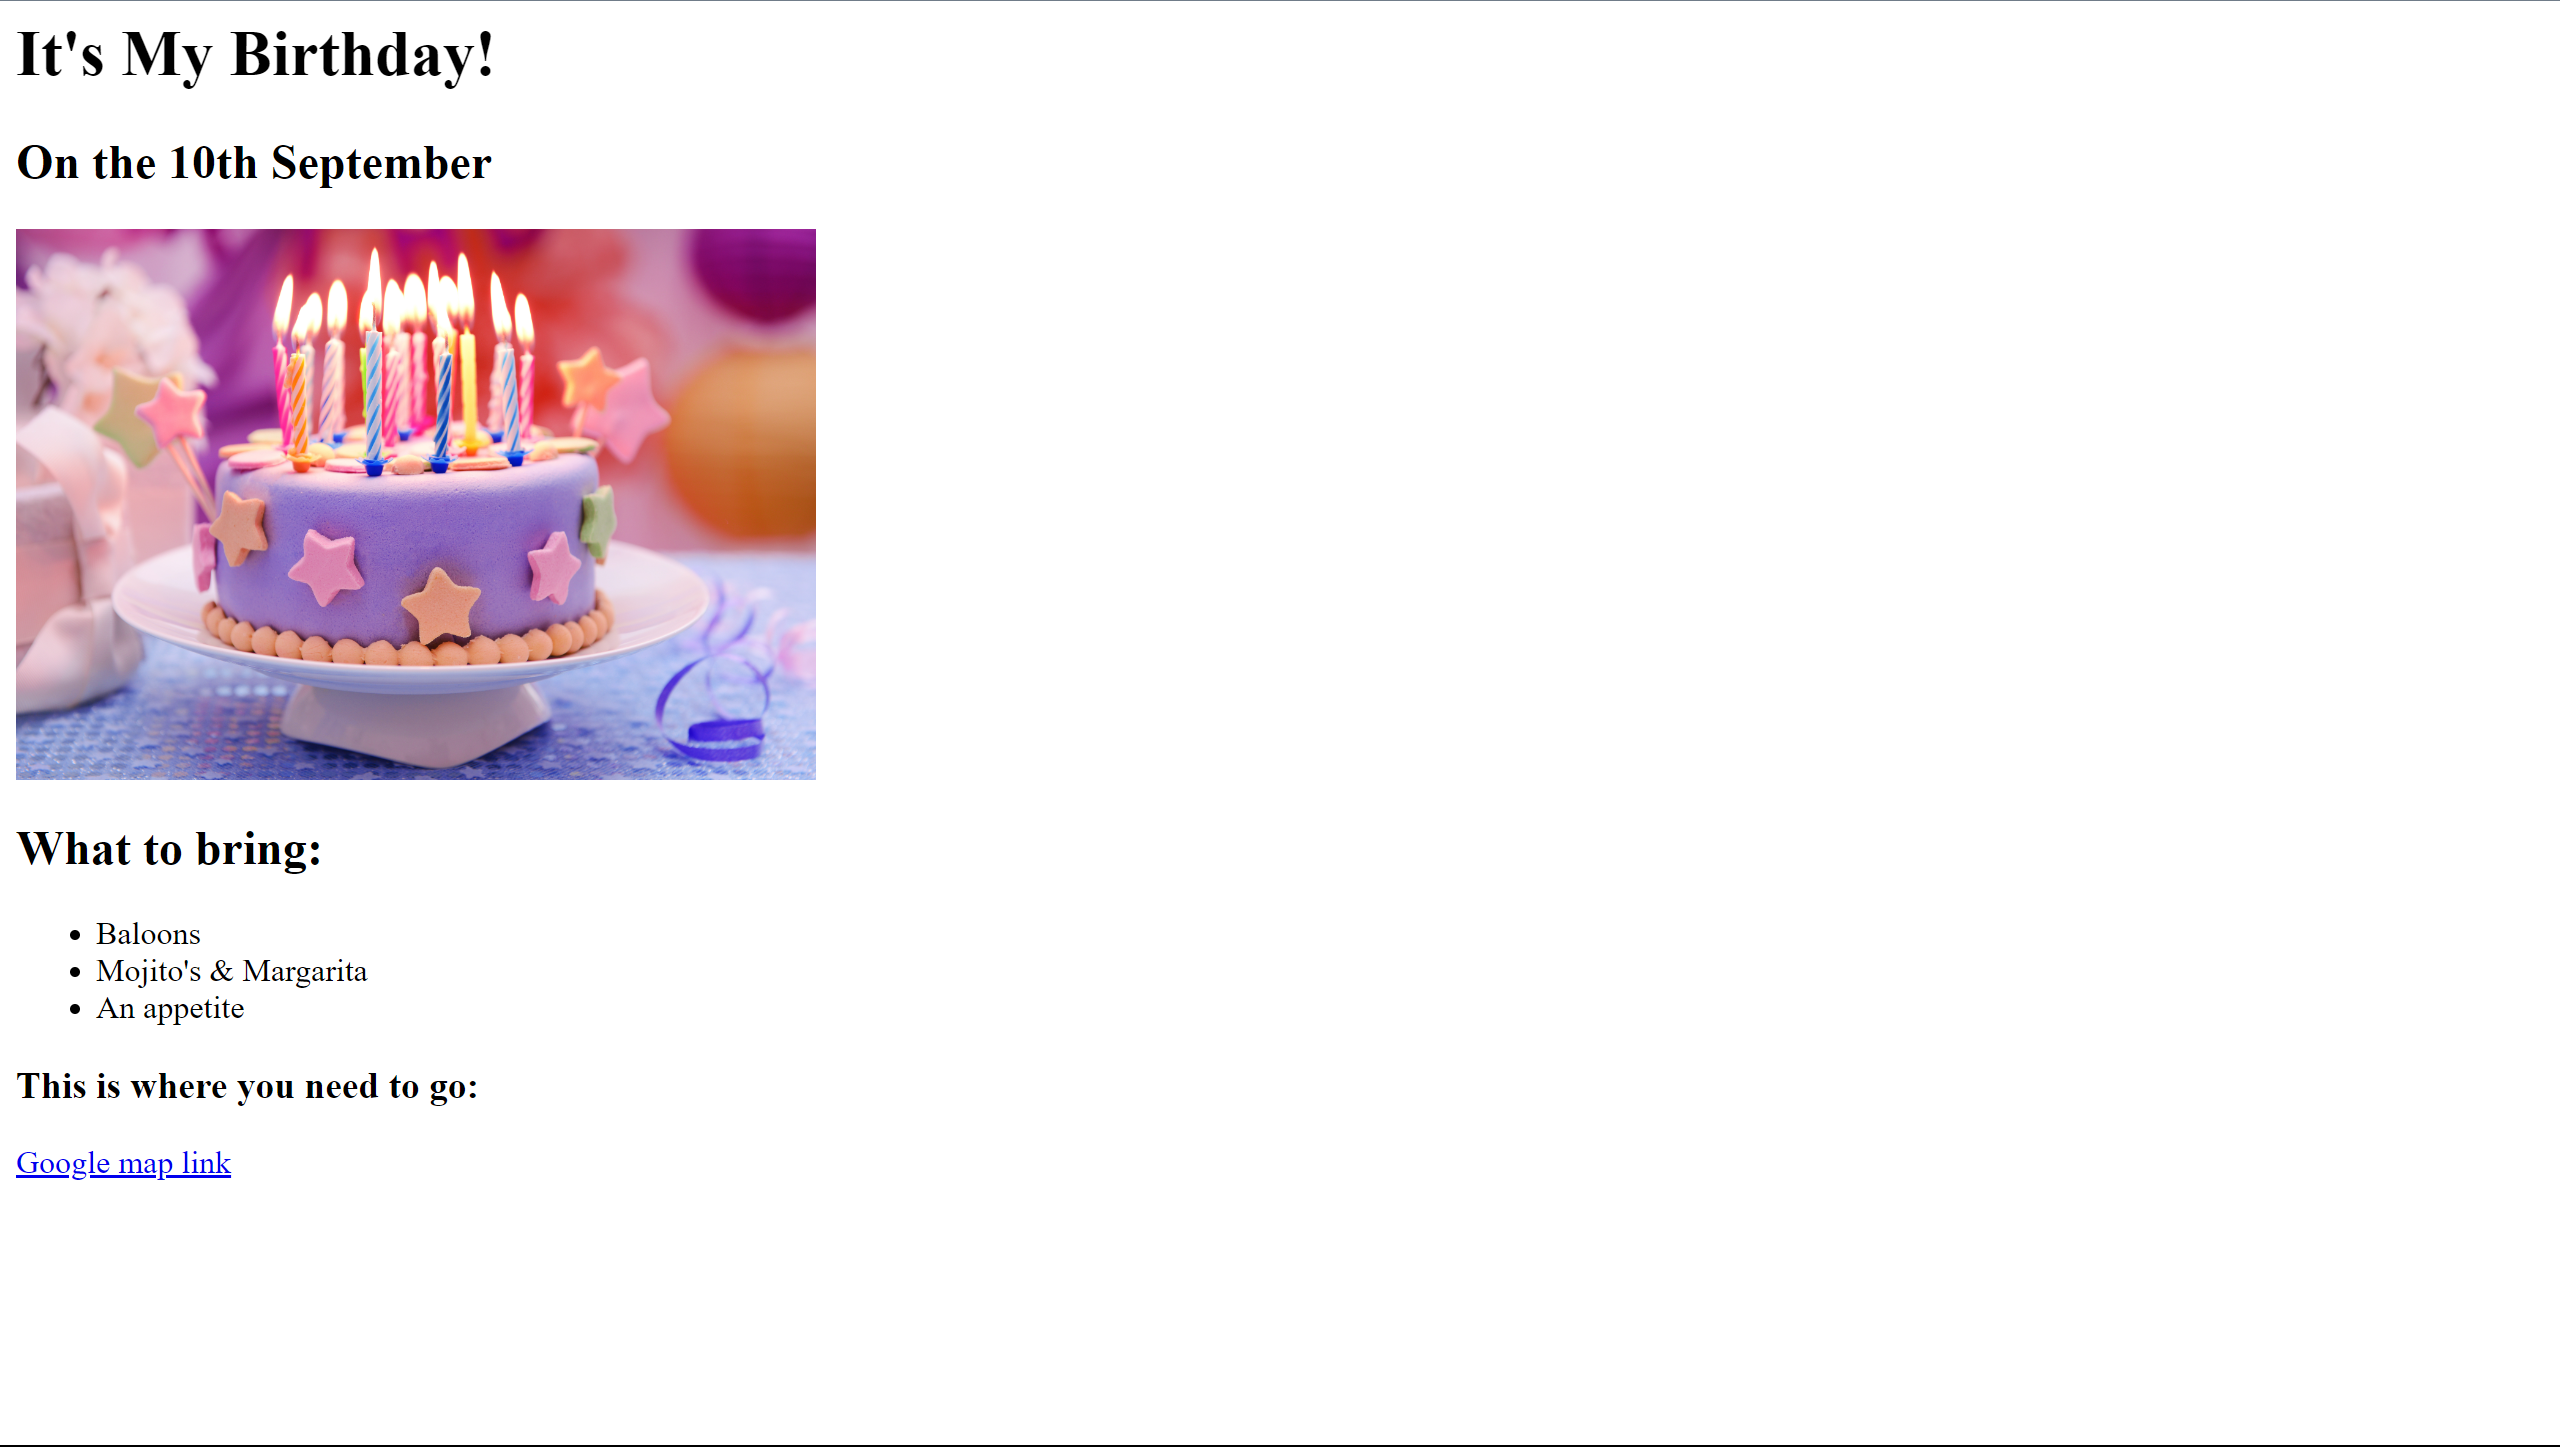 It's My Birthday!
On the 10th September
What to bring:
Baloons
Mojito's & Margarita
An appetite
This is where you need to go:
Google map link